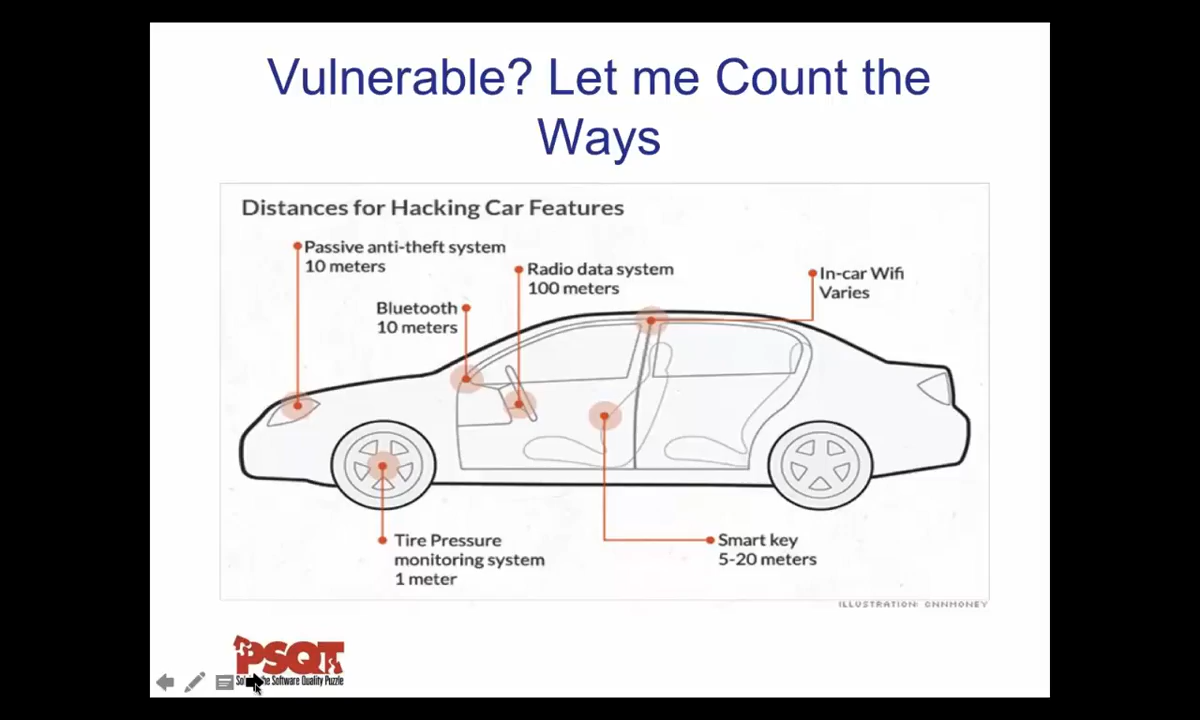 Vulnerable? Let me Count the
Ways
Distances for Hacking Car Features
Passive anti-theft system
10 meters
Radio data system
100 meters
In-car Wifi
Varies
Bluetooth
10 meters
Tire Pressure
monitoring system
1 meter
Smart key
5-20 meters
ILLUSTRATION: CNNMONEY
PSQT
the Software Quality Puzzle